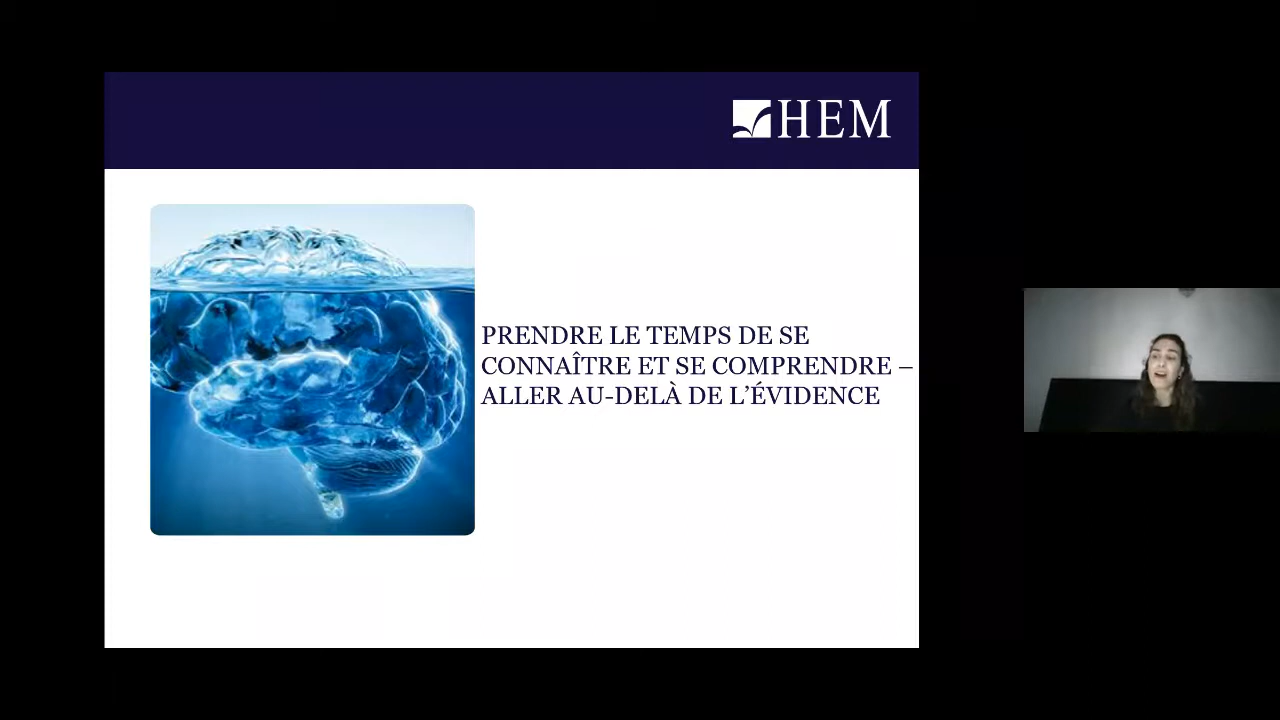 HEM
PRENDRE LE TEMPS DE SE
CONNAÎTRE ET SE COMPRENDRE –
ALLER AU-DELÀ DE L’ÉVIDENCE